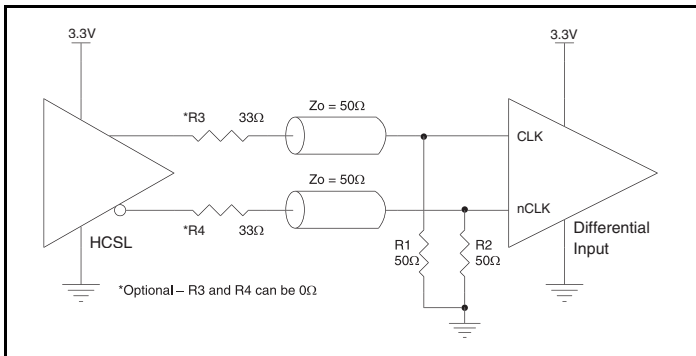 3.3V
3.3V
*R3 33Ω
Zo = 50Ω
CLK
Zo = 50Ω
nCLK
*R4 33Ω
HCSL
R1
50Ω
R2
50Ω
Differential
Input
*Optional – R3 and R4 can be 0Ω